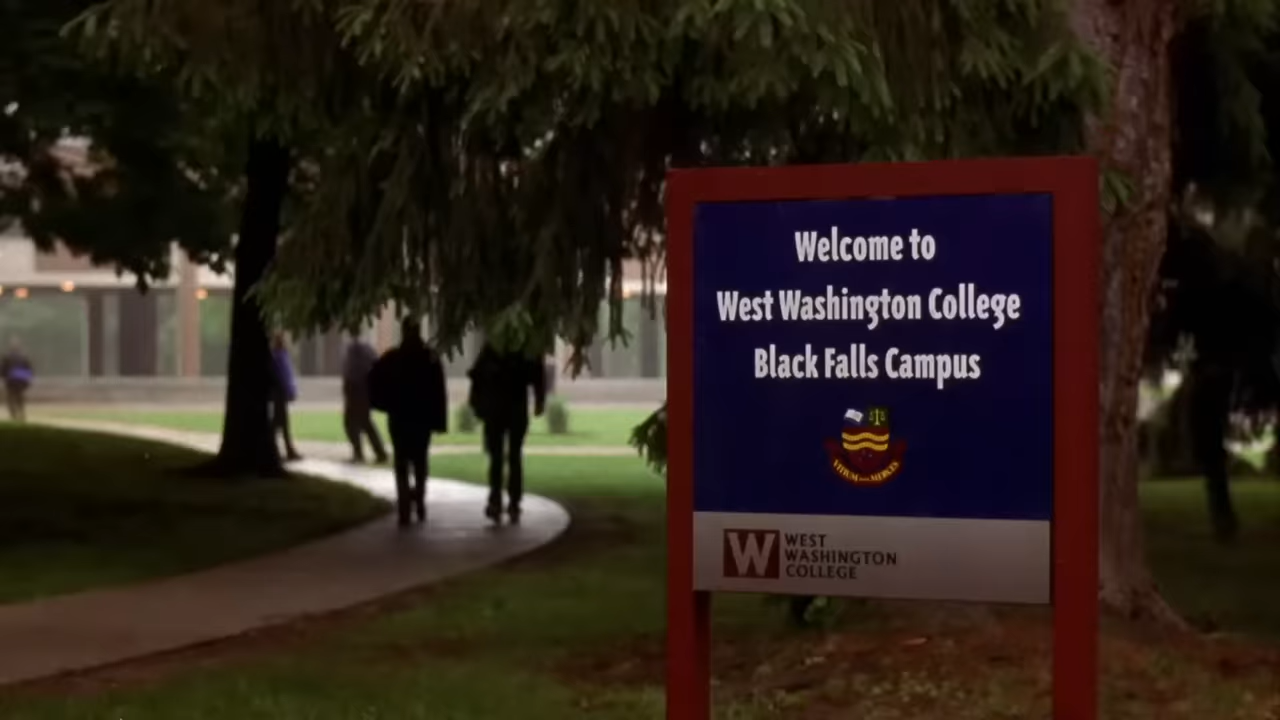 Welcome to
West Washington College
Black Falls Campus
WEST
WASHINGTON
COLLEGE
W